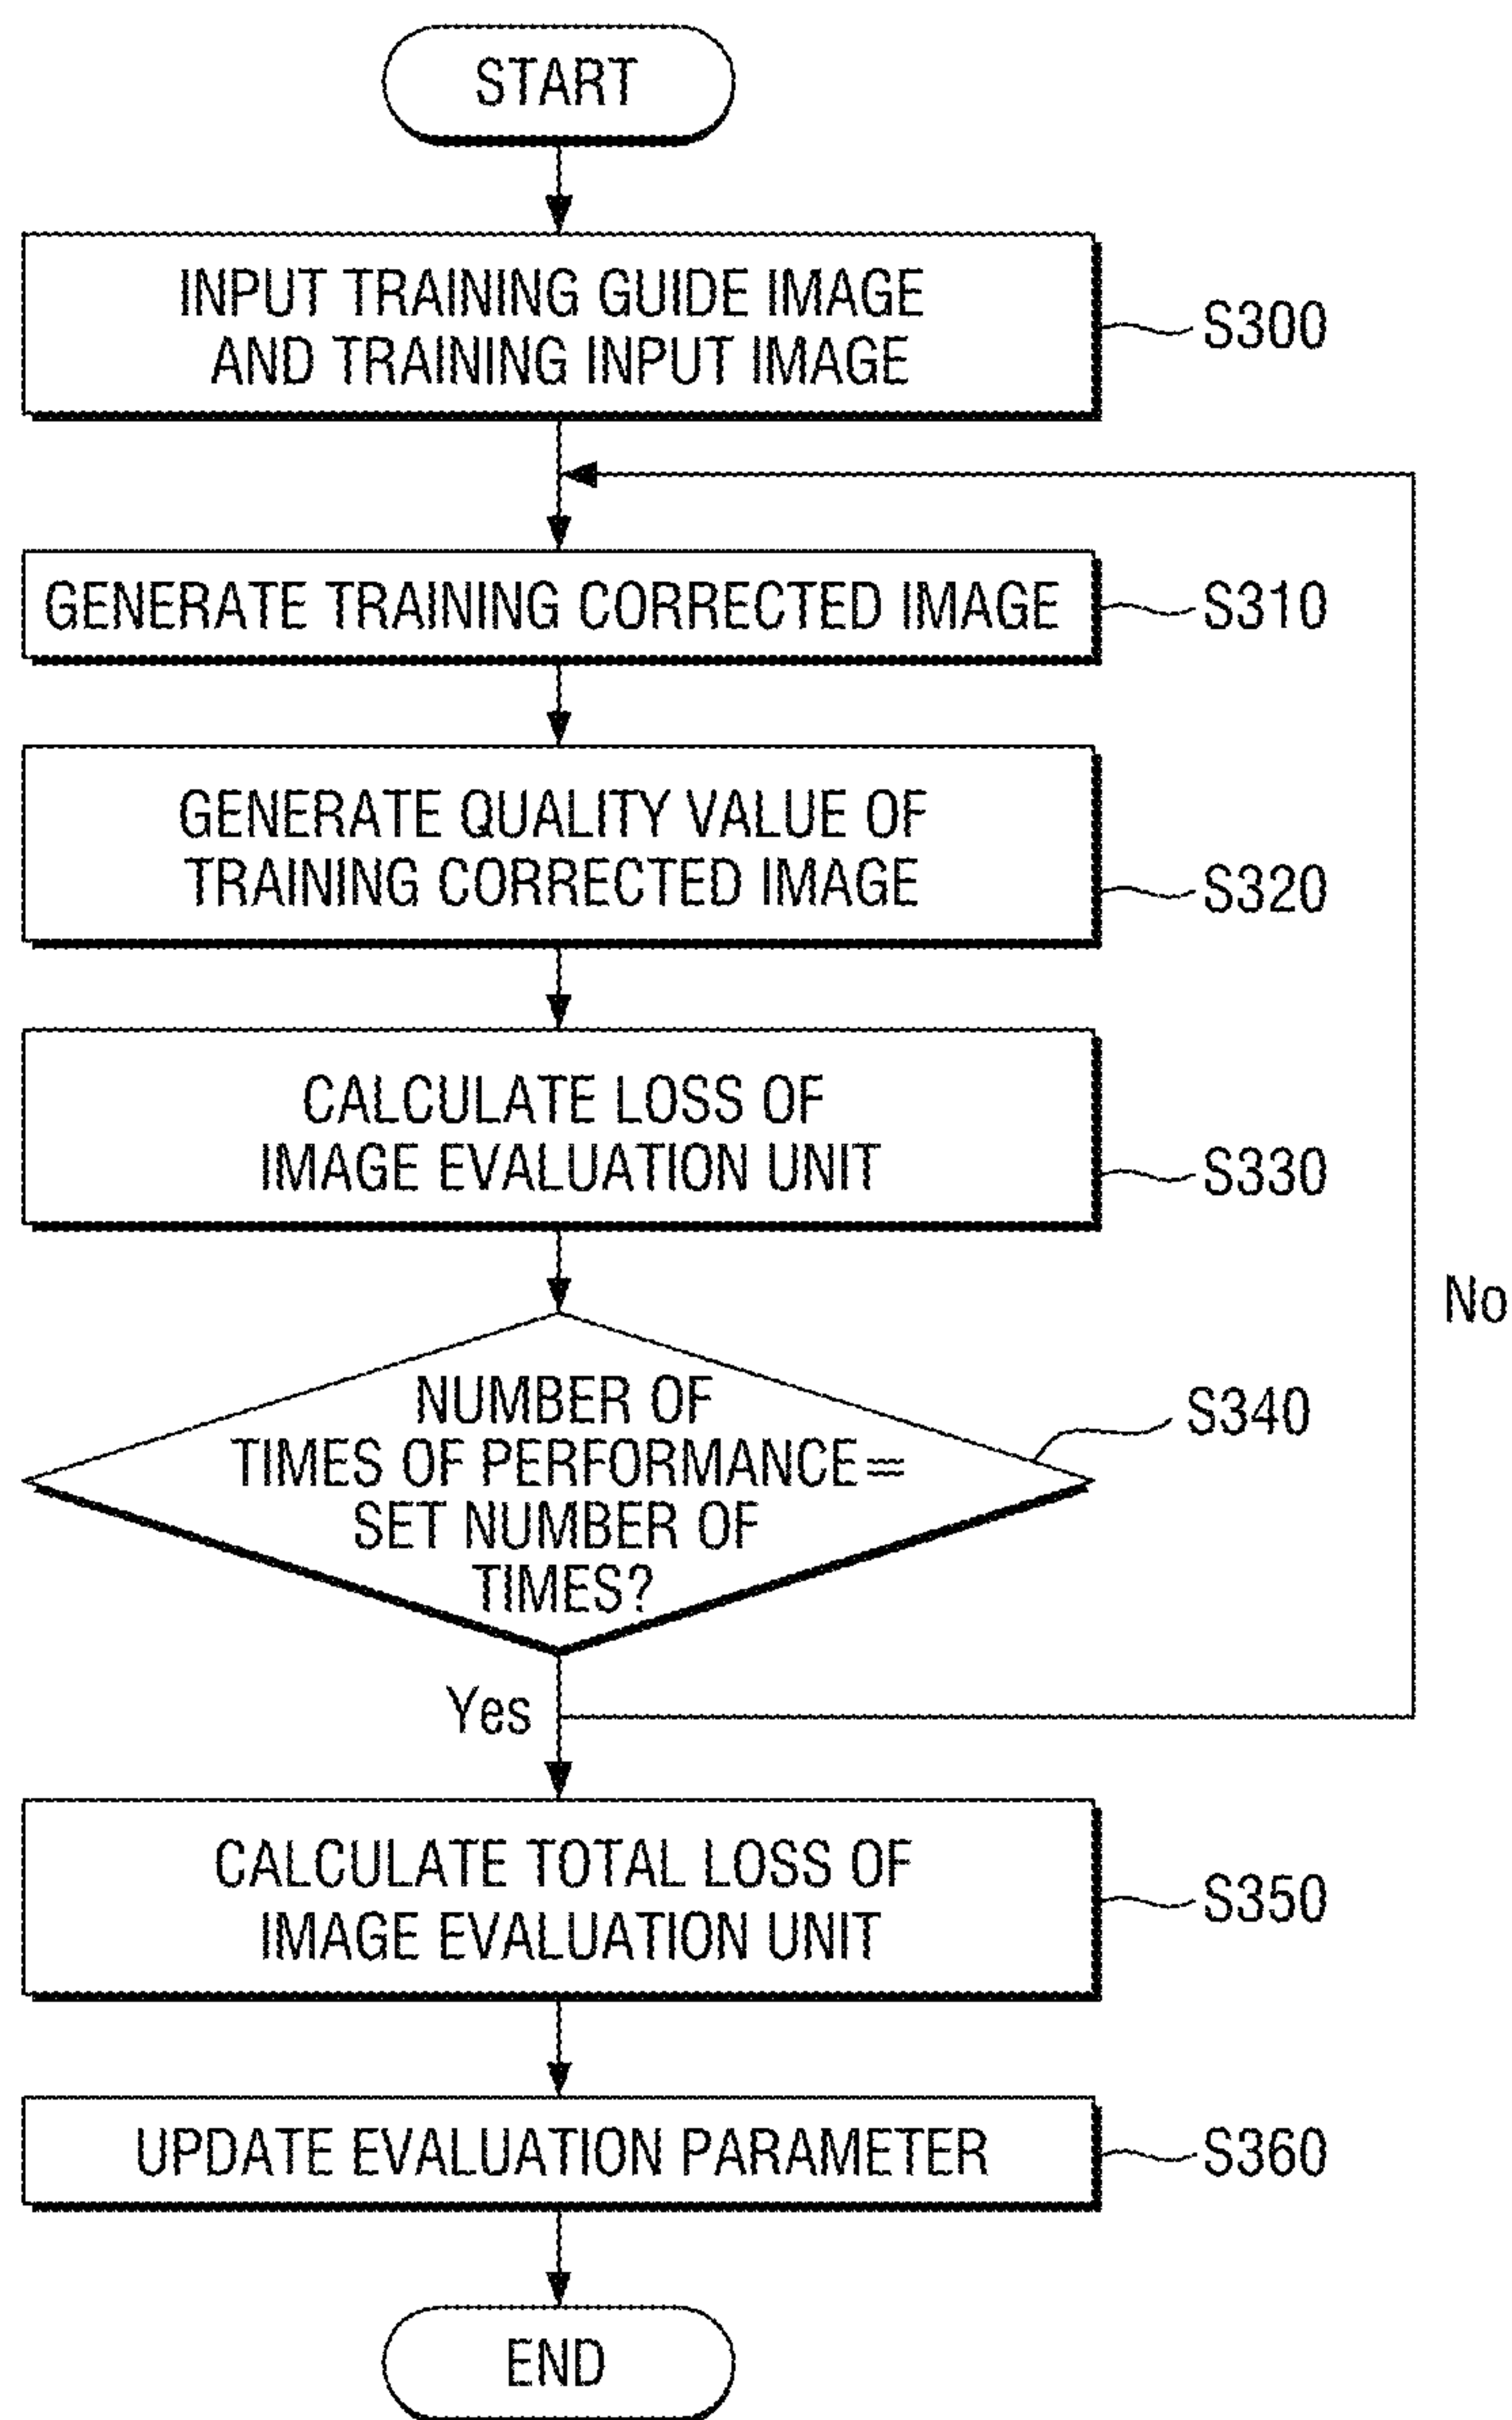 START
INPUT TRAINING GUIDE IMAGE
AND TRAINING INPUT IMAGE
S300
GENERATE TRAINING CORRECTED IMAGE
S310
GENERATE QUALITY VALUE OF
TRAINING CORRECTED IMAGE
S320
CALCULATE LOSS OF
IMAGE EVALUATION UNIT
S330
No
NUMBER OF
TIMES OF PERFORMANCE==
SET NUMBER OF
TIMES?
S340
Yes
CALCULATE TOTAL LOSS OF
IMAGE EVALUATION UNIT
S350
UPDATE EVALUATION PARAMETER
S360
END